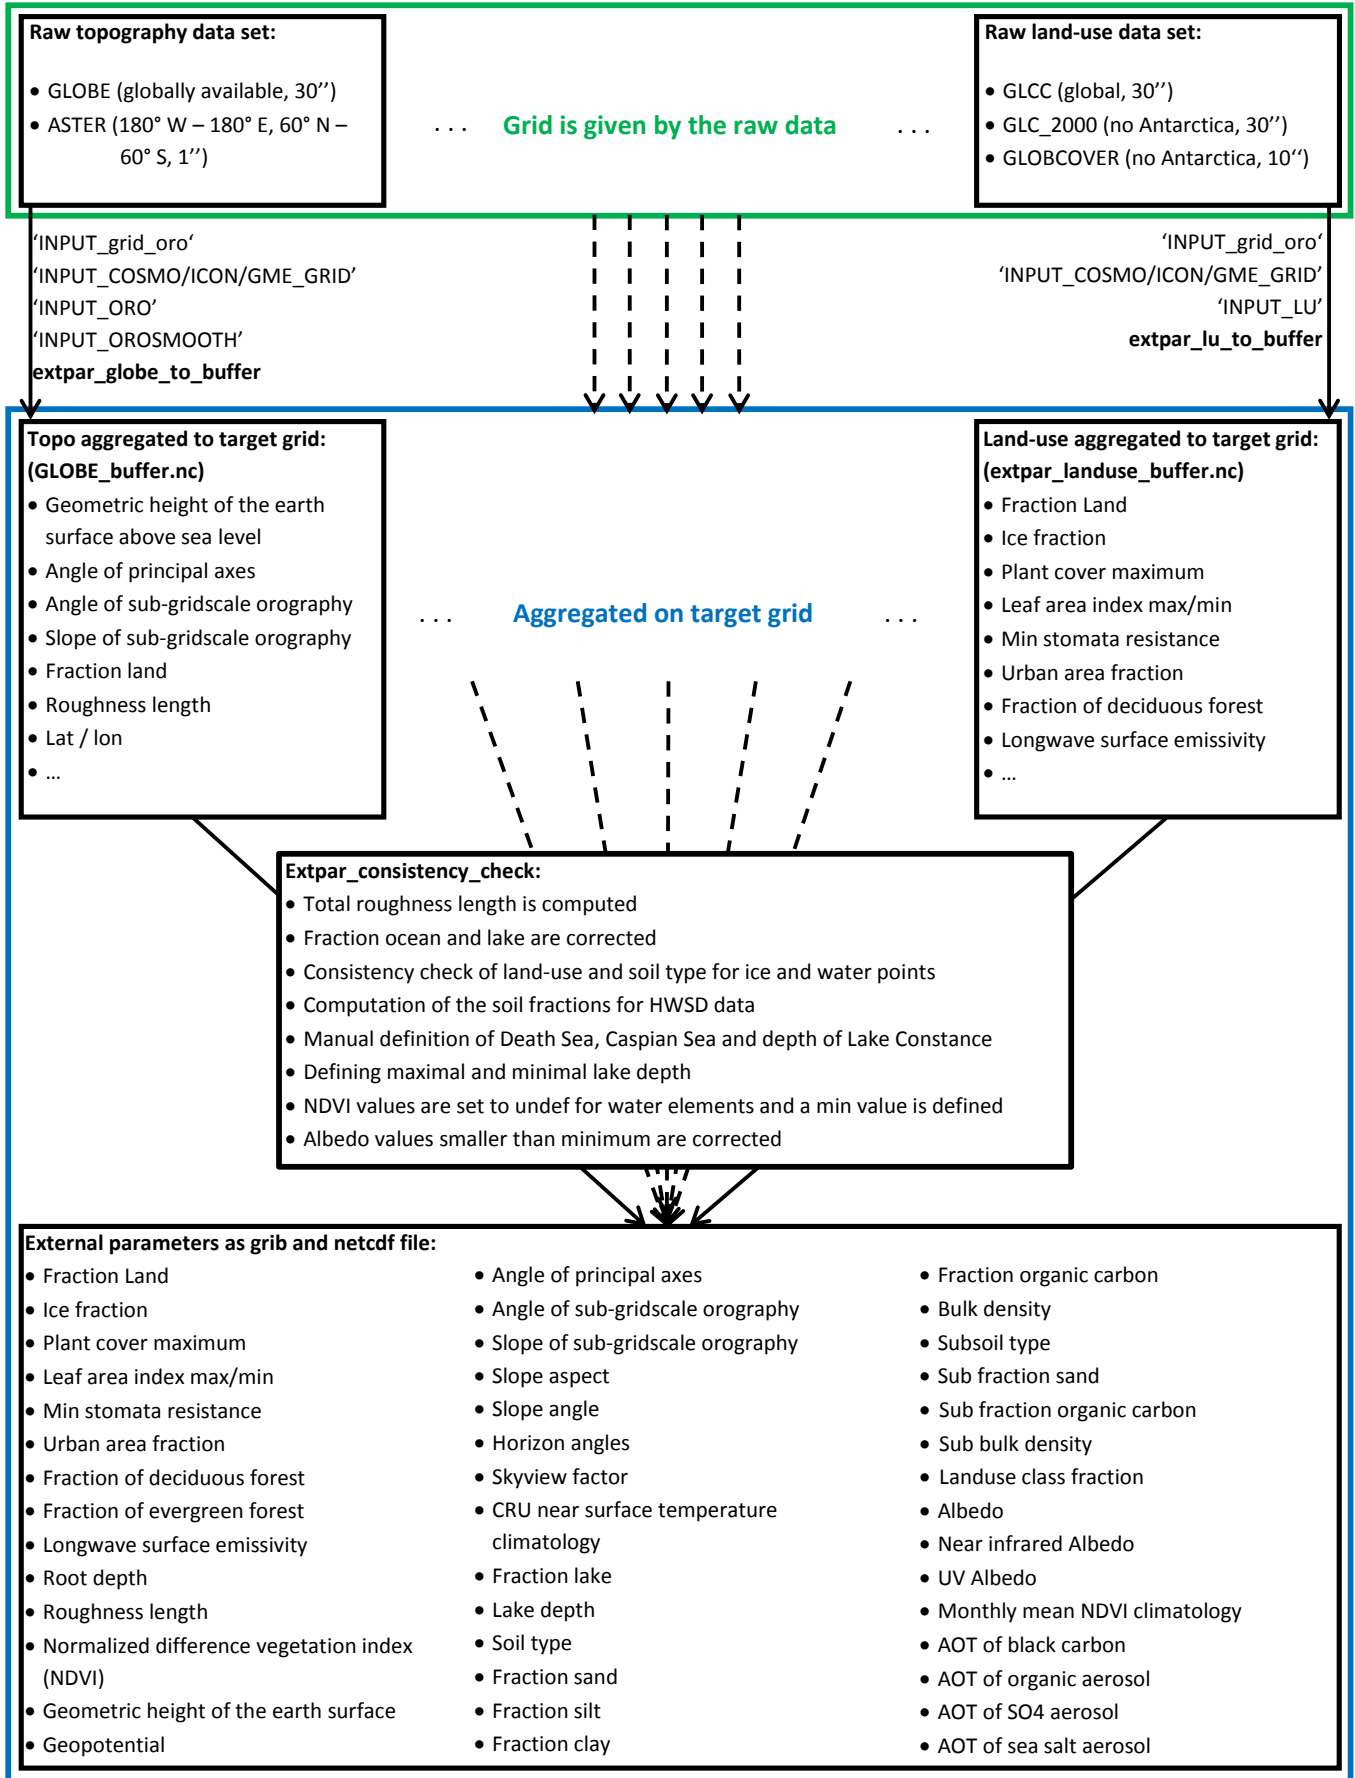 Raw topography data set:
• GLOBE (globally available, 30’’)
• ASTER (180° W – 180° E, 60° N –
60° S, 1’’)
. . . Grid is given by the raw data . . .
Raw land-use data set:
• GLCC (global, 30’’)
• GLC_2000 (no Antarctica, 30’’)
• GLOBCOVER (no Antarctica, 10‘‘)
‘INPUT_grid_oro‘
‘INPUT_COSMO/ICON/GME_GRID’
‘INPUT_ORO’
‘INPUT_OROSMOOTH’
extpar_globe_to_buffer
‘INPUT_grid_oro‘
‘INPUT_COSMO/ICON/GME_GRID’
‘INPUT_LU’
extpar_lu_to_buffer
Topo aggregated to target grid:
(GLOBE_buffer.nc)
• Geometric height of the earth
surface above sea level
• Angle of principal axes
• Angle of sub-gridscale orography
• Slope of sub-gridscale orography
• Fraction land
• Roughness length
• Lat / lon
• ...
. . . Aggregated on target grid . . .
Land-use aggregated to target grid:
(extpar_landuse_buffer.nc)
• Fraction Land
• Ice fraction
• Plant cover maximum
• Leaf area index max/min
• Min stomata resistance
• Urban area fraction
• Fraction of deciduous forest
• Longwave surface emissivity
• ...
Extpar_consistency_check:
• Total roughness length is computed
• Fraction ocean and lake are corrected
• Consistency check of land-use and soil type for ice and water points
• Computation of the soil fractions for HWSD data
• Manual definition of Death Sea, Caspian Sea and depth of Lake Constance
• Defining maximal and minimal lake depth
• NDVI values are set to undef for water elements and a min value is defined
• Albedo values smaller than minimum are corrected
External parameters as grib and netcdf file:
• Fraction Land
• Ice fraction
• Plant cover maximum
• Leaf area index max/min
• Min stomata resistance
• Urban area fraction
• Fraction of deciduous forest
• Fraction of evergreen forest
• Longwave surface emissivity
• Root depth
• Roughness length
• Normalized difference vegetation index
(NDVI)
• Geometric height of the earth surface
• Geopotential
• Angle of principal axes
• Angle of sub-gridscale orography
• Slope of sub-gridscale orography
• Slope aspect
• Slope angle
• Horizon angles
• Skyview factor
• CRU near surface temperature
climatology
• Fraction lake
• Lake depth
• Soil type
• Fraction sand
• Fraction silt
• Fraction clay
• Fraction organic carbon
• Bulk density
• Subsoil type
• Sub fraction sand
• Sub fraction organic carbon
• Sub bulk density
• Landuse class fraction
• Albedo
• Near infrared Albedo
• UV Albedo
• Monthly mean NDVI climatology
• AOT of black carbon
• AOT of organic aerosol
• AOT of SO4 aerosol
• AOT of sea salt aerosol